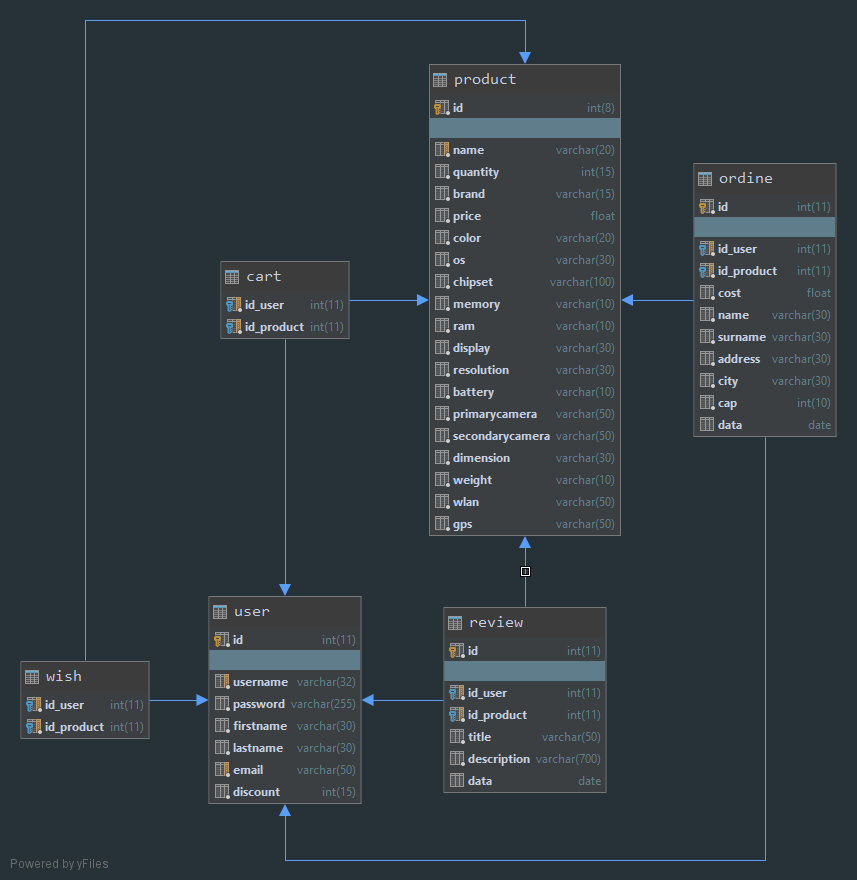 product
id int(8)
name varchar(20)
quantity int(15)
brand varchar(15)
price float
color varchar(20)
os varchar(30)
chipset varchar(100)
memory varchar(10)
ram varchar(10)
display varchar(30)
resolution varchar(30)
battery varchar(10)
primarycamera varchar(50)
secondarycamera varchar(50)
dimension varchar(30)
weight varchar(10)
wlan varchar(50)
gps varchar(50)
ordine
id int(11)
id_user int(11)
id_product int(11)
cost float
name varchar(30)
surname varchar(30)
address varchar(30)
city varchar(30)
cap int(10)
data date
cart
id_user int(11)
id_product int(11)
user
id int(11)
username varchar(32)
password varchar(255)
firstname varchar(30)
lastname varchar(30)
email varchar(50)
discount int(15)
review
id int(11)
id_user int(11)
id_product int(11)
title varchar(50)
description varchar(700)
data date
wish
id_user int(11)
id_product int(11)
Powered by yFiles